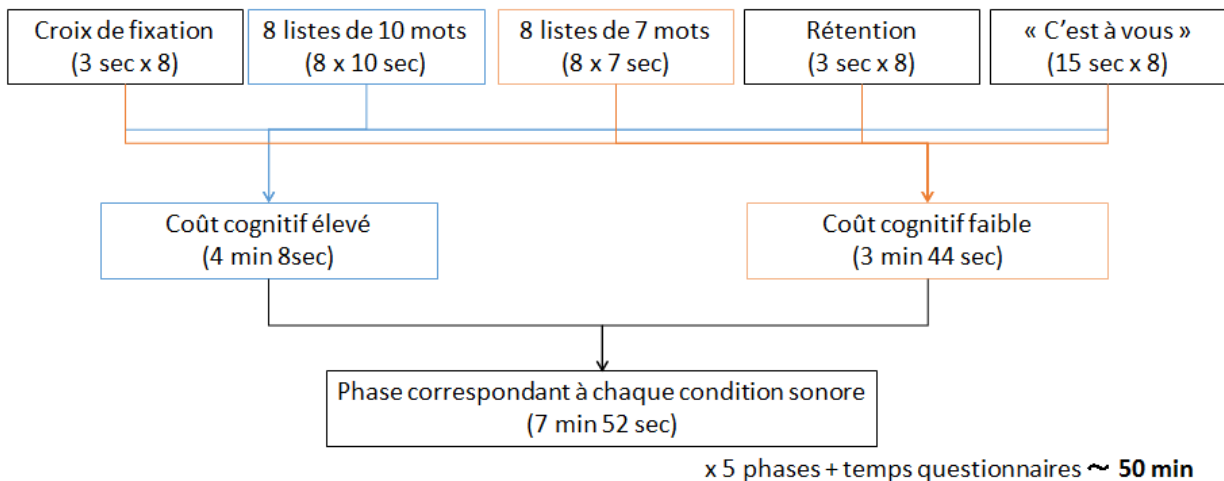 Croix de fixation
(3 sec x 8)
8 listes de 10 mots
(8 x 10 sec)
8 listes de 7 mots
(8 x 7 sec)
Rétention
(3 sec x 8)
« C’est à vous »
(15 sec x 8)
Coût cognitif élevé
(4 min 8sec)
Coût cognitif faible
(3 min 44 sec)
Phase correspondant à chaque condition sonore
(7 min 52 sec)
x 5 phases + temps questionnaires ~ 50 min